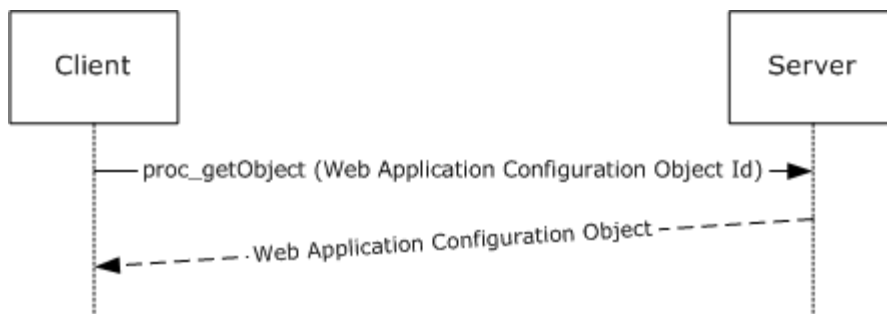 Client
Server
proc_getObject (Web Application Configuration Object Id)
Web Application Configuration Object